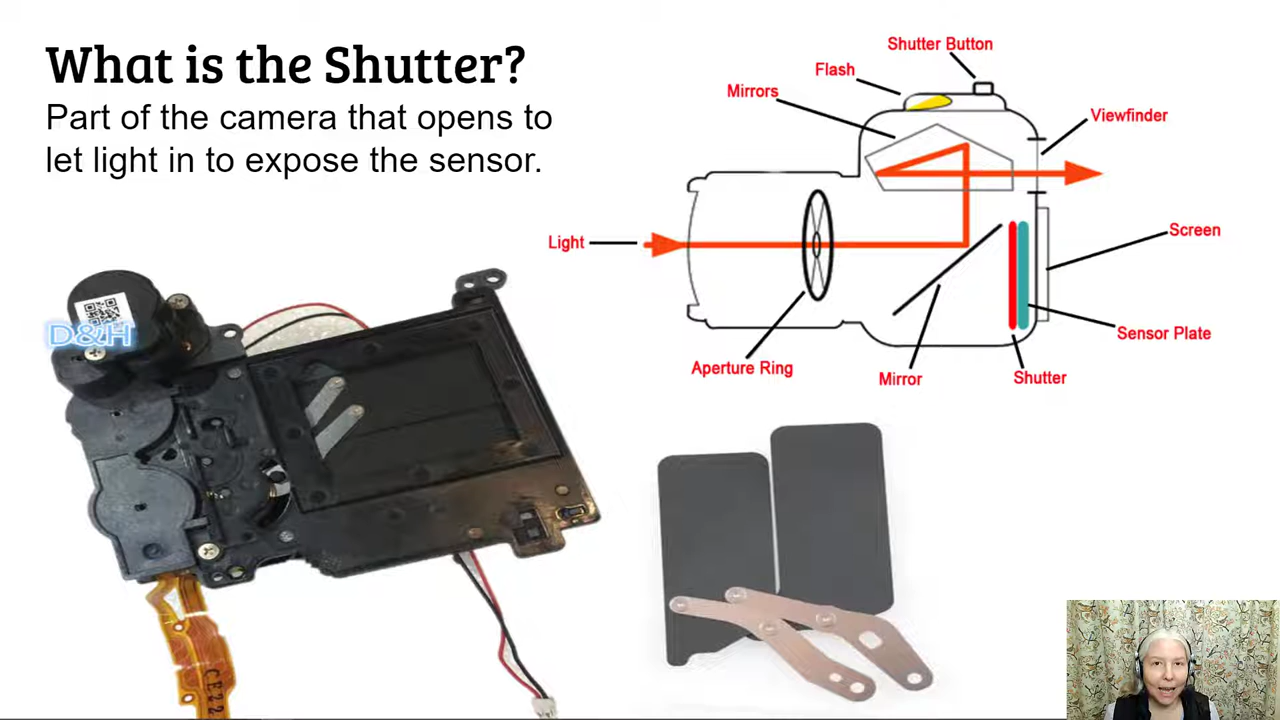 What is the Shutter?
Part of the camera that opens to
let light in to expose the sensor.
Shutter Button
Flash
Mirrors
Viewfinder
Light
Screen
Sensor Plate
Aperture Ring
Mirror
Shutter
D&H
CE22